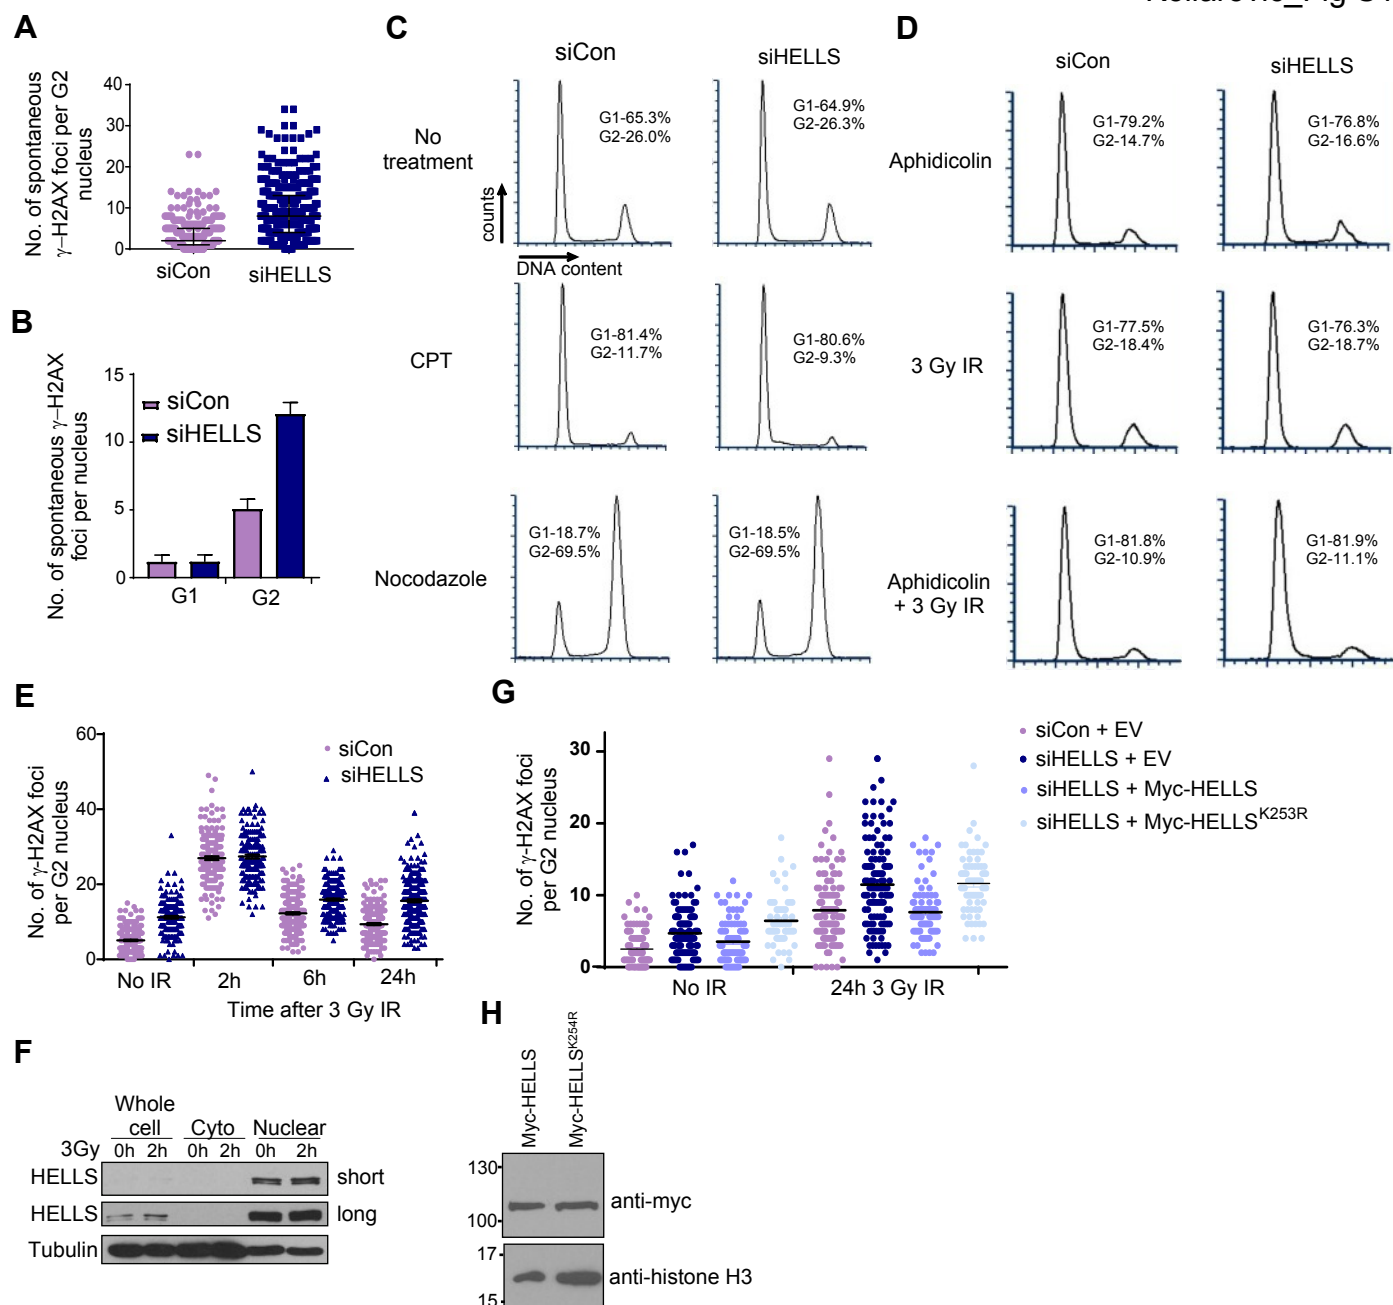 A
No. of spontaneous
γ–H2AX foci per G2
nucleus
40
30
20
10
0
siCon
siHELLS
B
No. of spontaneous γ–H2AX
foci per nucleus
15
10
5
0
siCon
siHELLS
G1
G2
C
siCon
siHELLS
No
treatment
G1-65.3%
G2-26.0%
G1-64.9%
G2-26.3%
counts
DNA content
CPT
G1-81.4%
G2-11.7%
G1-80.6%
G2-9.3%
Nocodazole
G1-18.7%
G2-69.5%
G1-18.5%
G2-69.5%
D
siCon
siHELLS
Aphidicolin
G1-79.2%
G2-14.7%
G1-76.8%
G2-16.6%
3 Gy IR
G1-77.5%
G2-18.4%
G1-76.3%
G2-18.7%
Aphidicolin
+ 3 Gy IR
G1-81.8%
G2-10.9%
G1-81.9%
G2-11.1%
E
No. of γ-H2AX foci
per G2 nucleus
60
40
20
0
siCon
siHELLS
No IR
2h
6h
24h
Time after 3 Gy IR
F
Whole
cell
Cyto
Nuclear
3Gy
0h 2h 0h 2h 0h 2h
HELLS
short
HELLS
long
Tubulin
G
No. of γ-H2AX foci
per G2 nucleus
30
20
10
0
siCon + EV
siHELLS + EV
siHELLS + Myc-HELLS
siHELLS + Myc-HELLS^K253R
No IR
24h 3 Gy IR
H
Myc-HELLS
Myc-HELLS^K254R
130
100
anti-myc
17
15
anti-histone H3